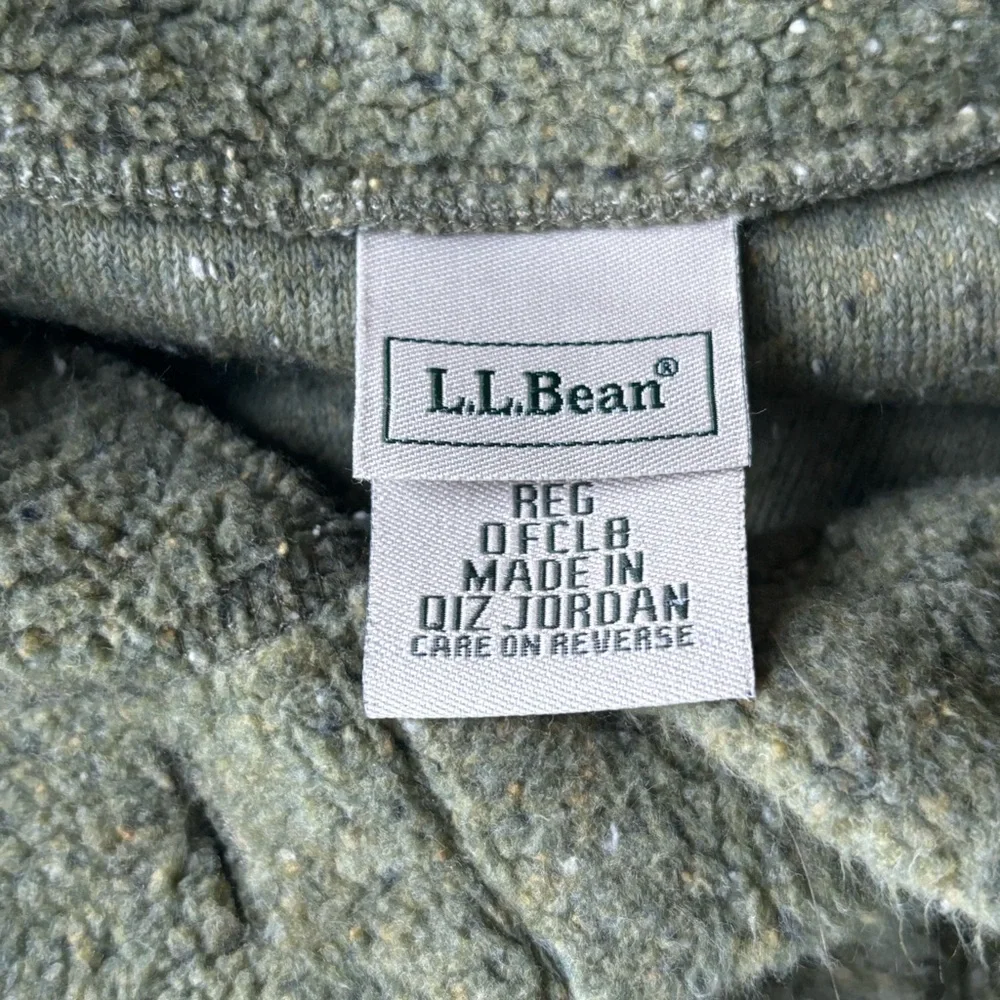 L.L.Bean®
REG
0FCL8
MADE IN
QIZ JORDAN
CARE ON REVERSE